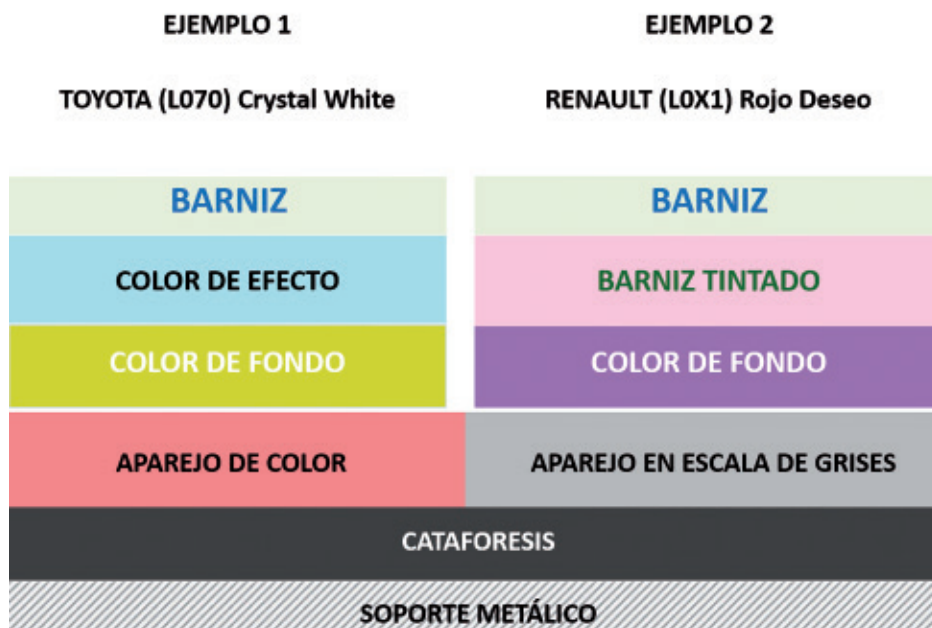 EJEMPLO 1
EJEMPLO 2
TOYOTA (L070) Crystal White
RENAULT (L0X1) Rojo Deseo
BARNIZ
BARNIZ
COLOR DE EFECTO
BARNIZ TINTADO
COLOR DE FONDO
COLOR DE FONDO
APAREJO DE COLOR
APAREJO EN ESCALA DE GRISES
CATAFORESIS
SOPORTE METÁLICO